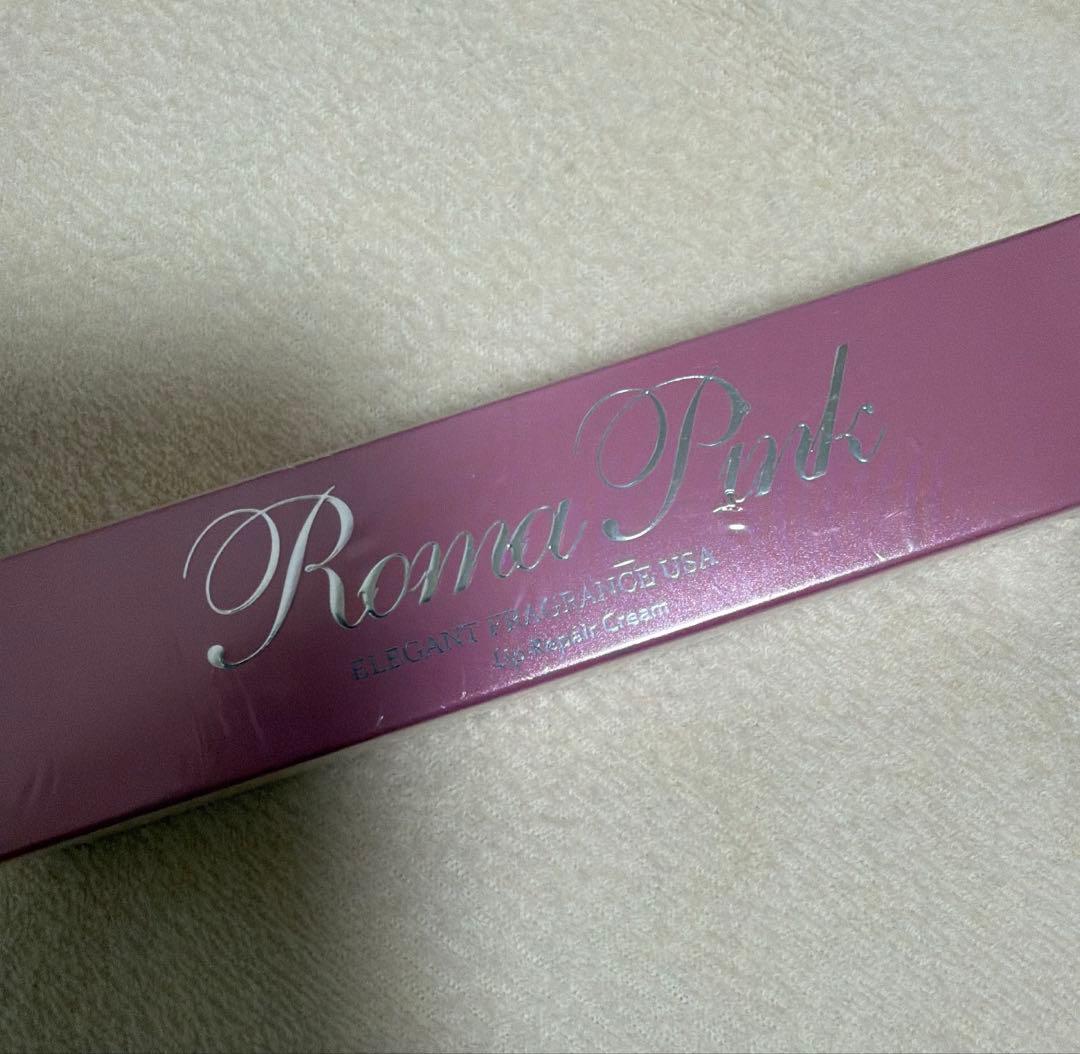 Roma Pink
ELEGANT FRAGRANCE USA
Lip Repair Cream